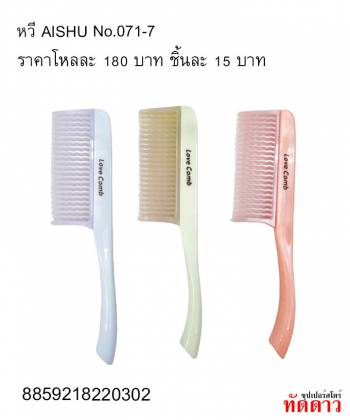 หวี AISHU No.071-7
ราคาโหลละ 180 บาท ชิ้นละ 15 บาท
Love Comb
Love Comb
Love Comb
8859218220302
ซุปเปอร์สโตร์
ทัดดาว